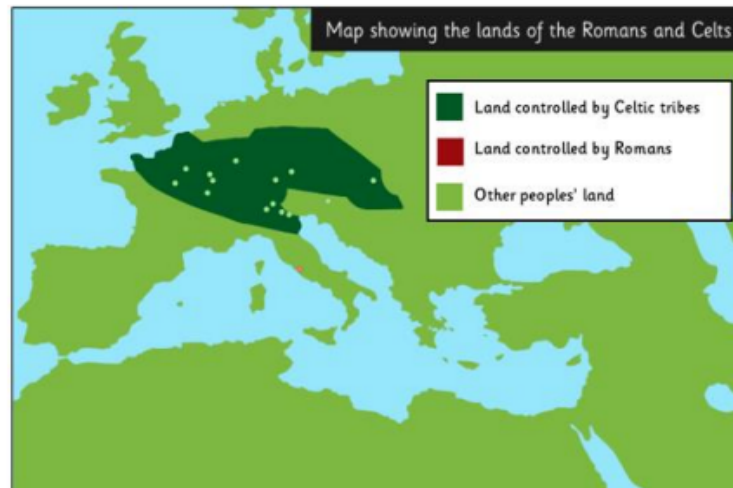 Map showing the lands of the Romans and Celts
Land controlled by Celtic tribes
Land controlled by Romans
Other peoples' land